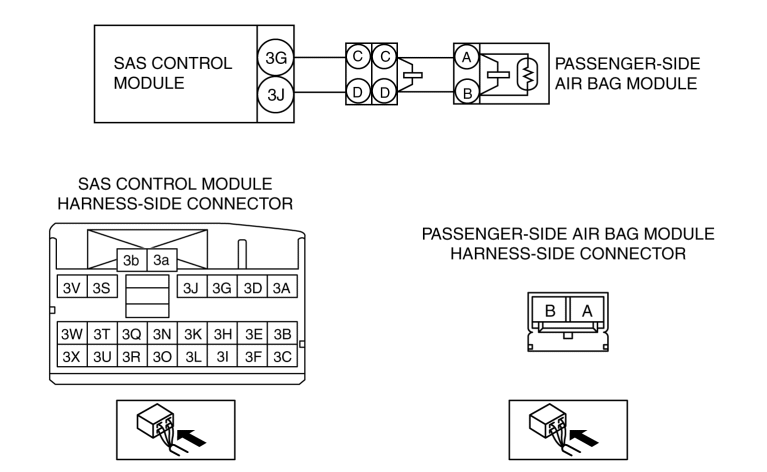 SAS CONTROL
MODULE
3G
3J
C C
D D
A
B
PASSENGER-SIDE
AIR BAG MODULE
SAS CONTROL MODULE
HARNESS-SIDE CONNECTOR
3b 3a
3V 3S 3J 3G 3D 3A
3W 3T 3Q 3N 3K 3H 3E 3B
3X 3U 3R 3O 3L 3I 3F 3C
PASSENGER-SIDE AIR BAG MODULE
HARNESS-SIDE CONNECTOR
B A